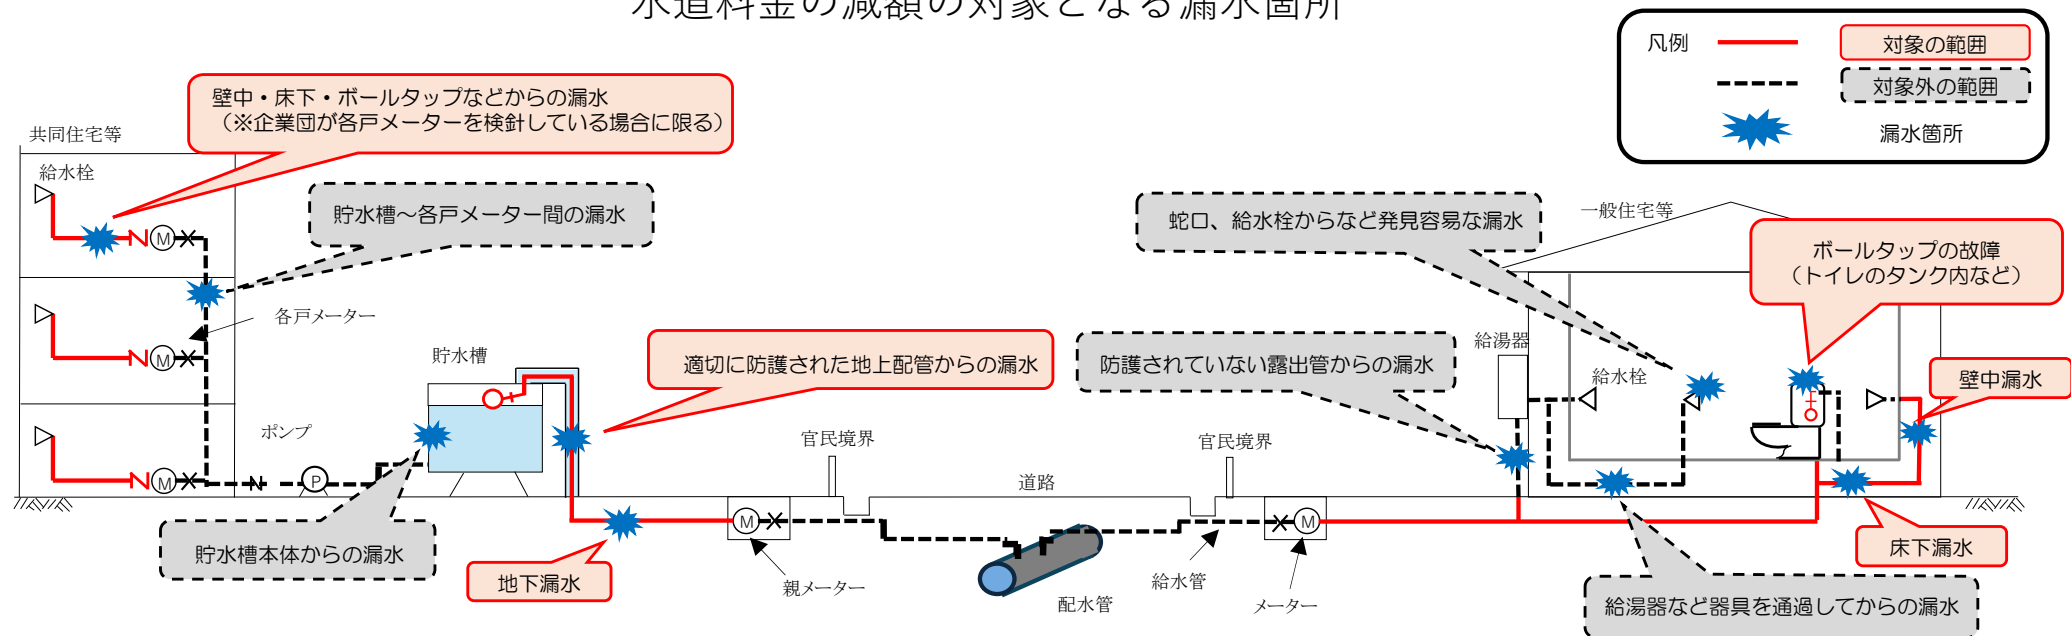 水道料金の減額の対象となる漏水箇所
凡例
対象の範囲
対象外の範囲
漏水箇所
壁中・床下・ボールタップなどからの漏水
（※企業団が各戸メーターを検針している場合に限る）
共同住宅等
給水栓
M
貯水槽～各戸メーター間の漏水
蛇口、給水栓からなど発見容易な漏水
一般住宅等
ボールタップの故障
（トイレのタンク内など）
各戸メーター
M
貯水槽
適切に防護された地上配管からの漏水
防護されていない露出管からの漏水
給湯器
給水栓
壁中漏水
ポンプ
官民境界
官民境界
道路
M
P
M
M
貯水槽本体からの漏水
地下漏水
親メーター
配水管
給水管
メーター
床下漏水
給湯器など器具を通過してからの漏水